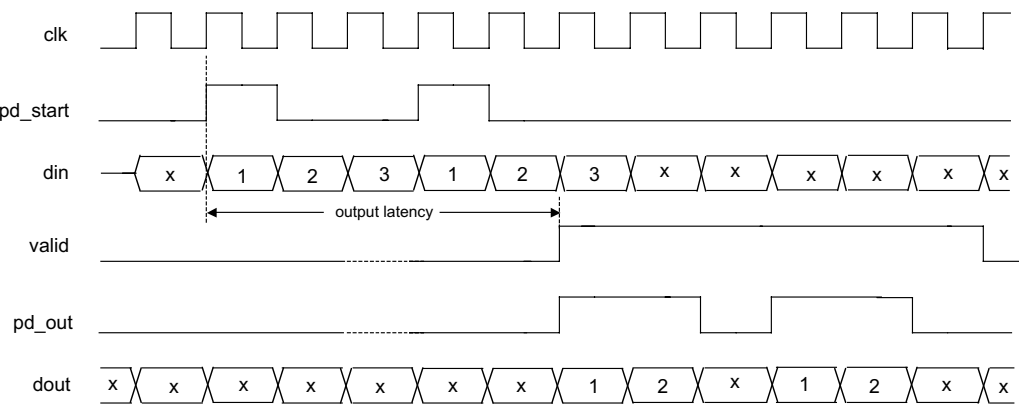 clk
pd_start
din x 1 2 3 1 2 3 x x x x x x
output latency
valid
pd_out
dout x x x x x x x 1 2 x 1 2 x x